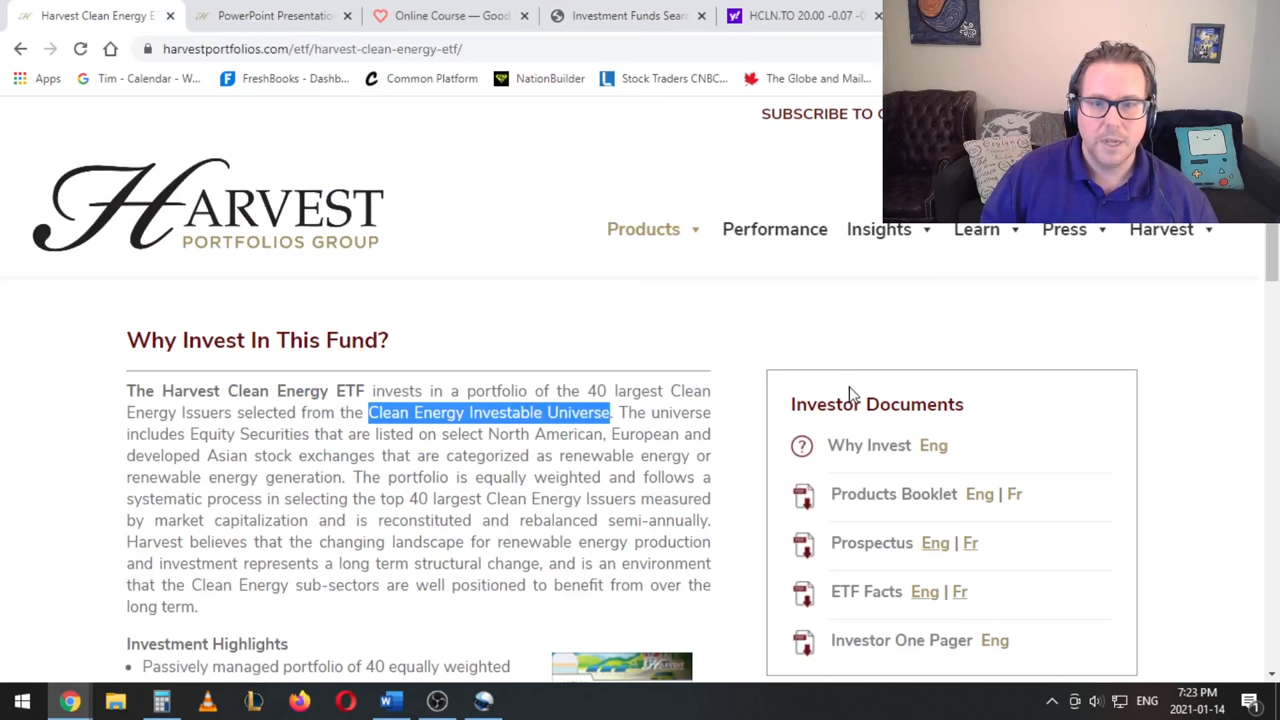 Harvest Clean Energy E
PowerPoint Presentatio
Online Course — Good
Investment Funds Sear
HCLN.TO 20.00 -0.07 -0
harvestportfolios.com/etf/harvest-clean-energy-etf/
Apps
Tim - Calendar - W...
FreshBooks - Dashb...
Common Platform
NationBuilder
Stock Traders CNBC...
The Globe and Mail...
SUBSCRIBE TO
HARVEST
PORTFOLIOS GROUP
Products
Performance
Insights
Learn
Press
Harvest
Why Invest In This Fund?
The Harvest Clean Energy ETF invests in a portfolio of the 40 largest Clean
Energy Issuers selected from the Clean Energy Investable Universe. The universe
includes Equity Securities that are listed on select North American, European and
developed Asian stock exchanges that are categorized as renewable energy or
renewable energy generation. The portfolio is equally weighted and follows a
systematic process in selecting the top 40 largest Clean Energy Issuers measured
by market capitalization and is reconstituted and rebalanced semi-annually.
Harvest believes that the changing landscape for renewable energy production
and investment represents a long term structural change, and is an environment
that the Clean Energy sub-sectors are well positioned to benefit from over the
long term.
Investment Highlights
• Passively managed portfolio of 40 equally weighted
Investor Documents
Why Invest Eng
Products Booklet Eng | Fr
Prospectus Eng | Fr
ETF Facts Eng | Fr
Investor One Pager Eng
ENG
7:23 PM
2021-01-14